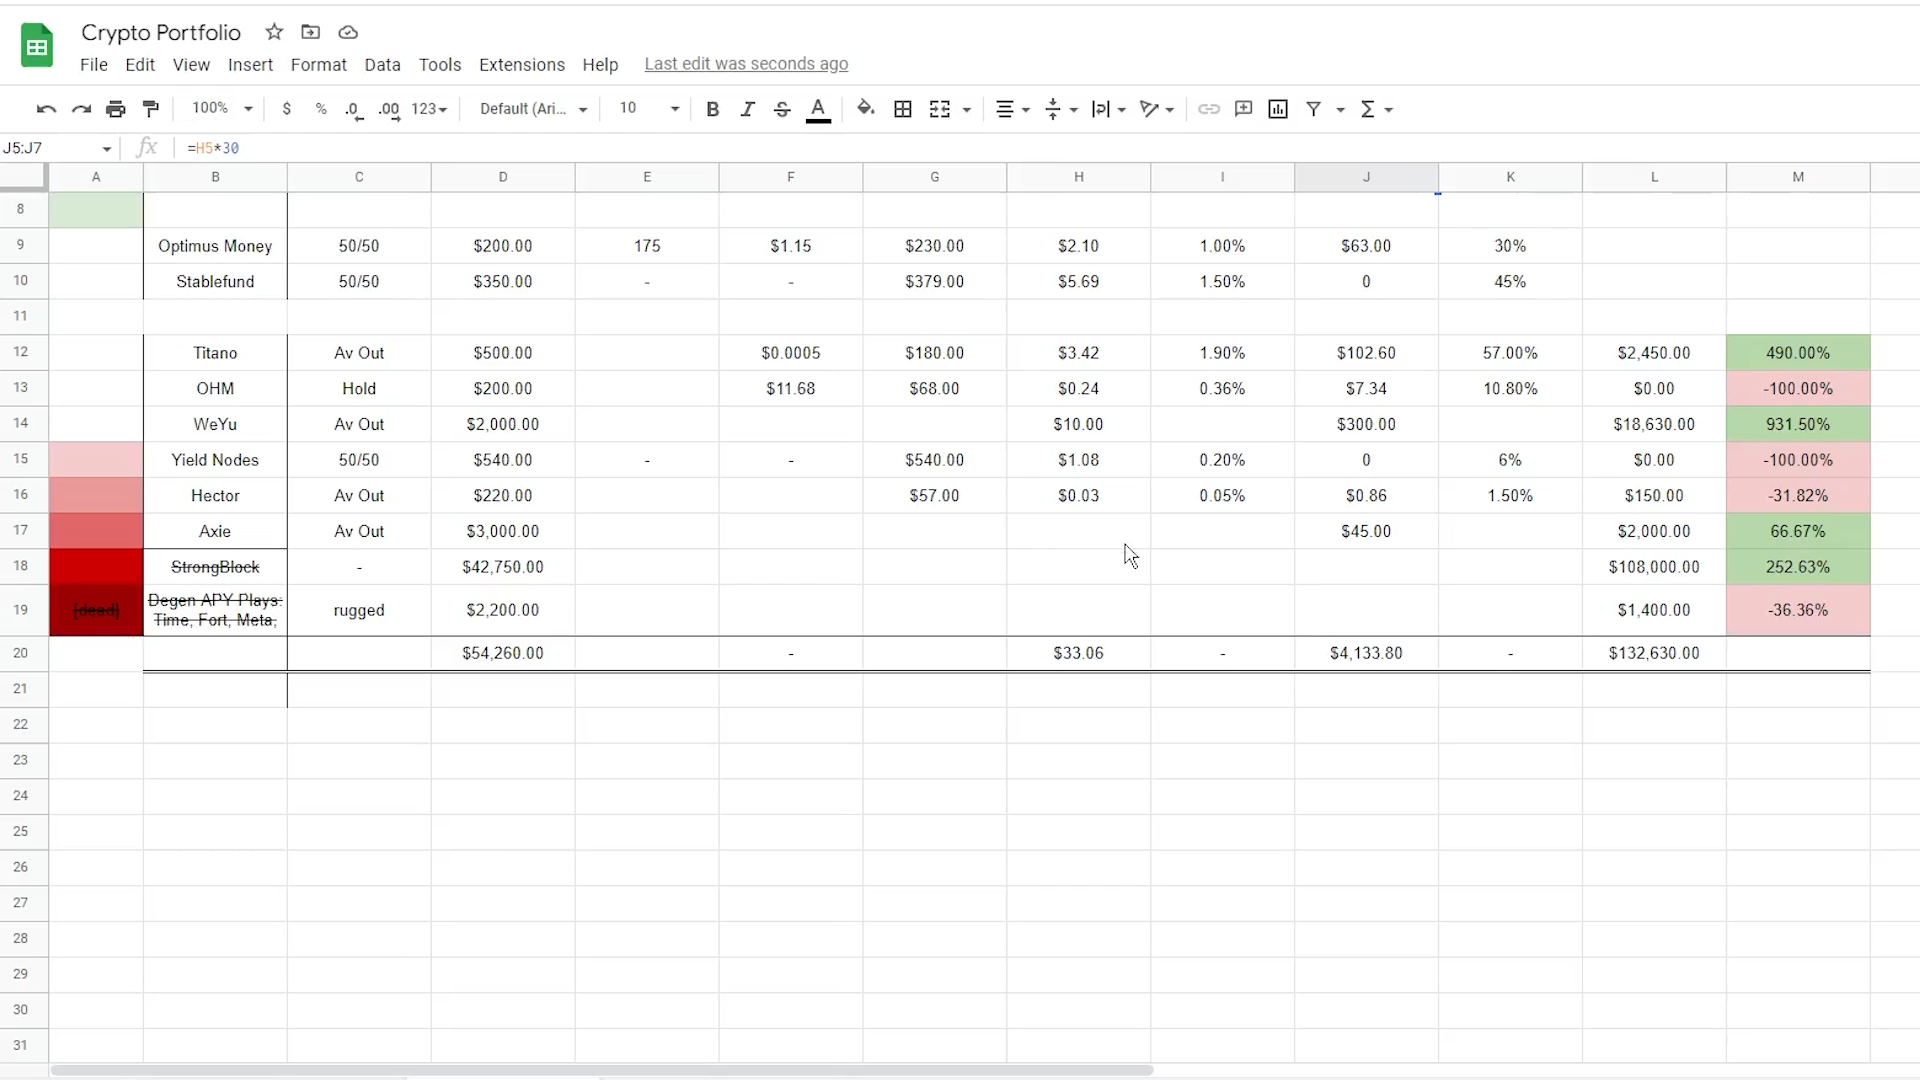 Crypto Portfolio
File Edit View Insert Format Data Tools Extensions Help Last edit was seconds ago
100% $ % .0 .00 123 Default (Ari... 10 B I S A
J5:J7 fx =H5*30
A B C D E F G H I J K L M
8
9 Optimus Money 50/50 $200.00 175 $1.15 $230.00 $2.10 1.00% $63.00 30%
10 Stablefund 50/50 $350.00 - - $379.00 $5.69 1.50% 0 45%
11
12 Titano Av Out $500.00 $0.0005 $180.00 $3.42 1.90% $102.60 57.00% $2,450.00 490.00%
13 OHM Hold $200.00 $11.68 $68.00 $0.24 0.36% $7.34 10.80% $0.00 -100.00%
14 WeYu Av Out $2,000.00 $10.00 $300.00 $18,630.00 931.50%
15 Yield Nodes 50/50 $540.00 - - $540.00 $1.08 0.20% 0 6% $0.00 -100.00%
16 Hector Av Out $220.00 $57.00 $0.03 0.05% $0.86 1.50% $150.00 -31.82%
17 Axie Av Out $3,000.00 $45.00 $2,000.00 66.67%
18 StrongBlock - $42,750.00 $108,000.00 252.63%
19 [dead] Degen APY Plays: rugged $2,200.00 $1,400.00 -36.36%
Time, Fort, Meta,
20 $54,260.00 - $33.06 - $4,133.80 - $132,630.00
21
22
23
24
25
26
27
28
29
30
31